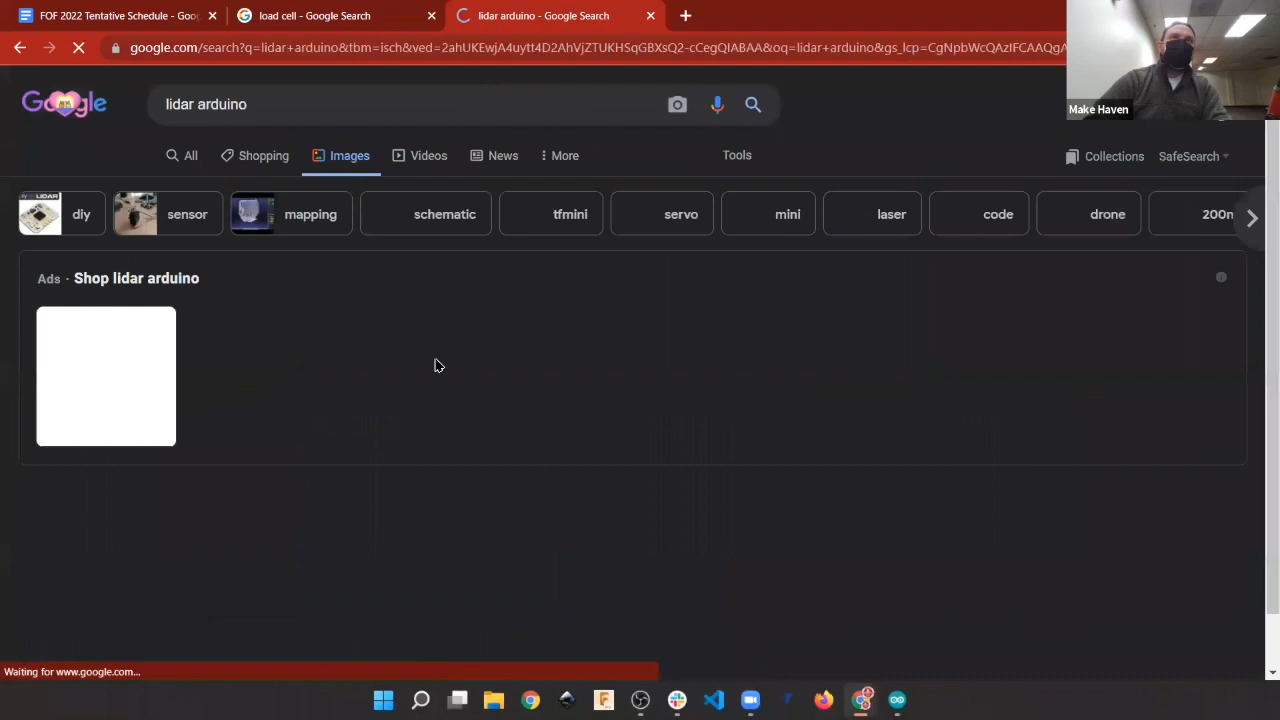 FOF 2022 Tentative Schedule - Goo
load cell - Google Search
lidar arduino - Google Search
google.com/search?q=lidar+arduino&tbm=isch&ved=2ahUKEwjA4uytt4D2AhVjZTUKHSqGBXsQ2-cCegQIABAA&oq=lidar+arduino&gs_lcp=CgNpbWcQAzIFCAAQgA
Make Haven
Google
lidar arduino
All
Shopping
Images
Videos
News
More
Tools
Collections
SafeSearch
LIDAR
diy
sensor
mapping
schematic
tfmini
servo
mini
laser
code
drone
200m
Ads · Shop lidar arduino
Waiting for www.google.com...